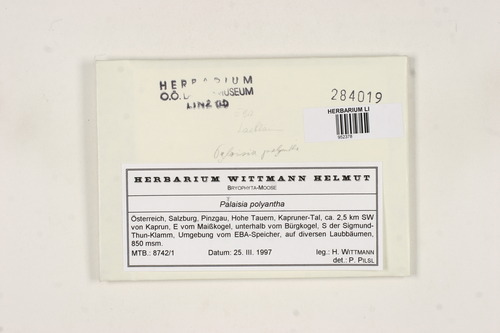 HERBARIUM
O.Ö. MUSEUM
LINZ
284019
HERBARIUM LI
HERBARIUM WITTMANN HELMUT
BRYOPHYTA-MOOSE
Palaisia polyantha
Österreich, Salzburg, Pinzgau, Hohe Tauern, Kapruner-Tal, ca. 2,5 km SW
von Kaprun, E vom Maißkogel, unterhalb vom Bürgkogel, S der Sigmund-
Thun-Klamm, Umgebung vom EBA-Speicher, auf diversen Laubbäumen,
850 msm.
MTB.: 8742/1 Datum: 25. III. 1997 leg.: H. WITTMANN
det.: P. PILSL